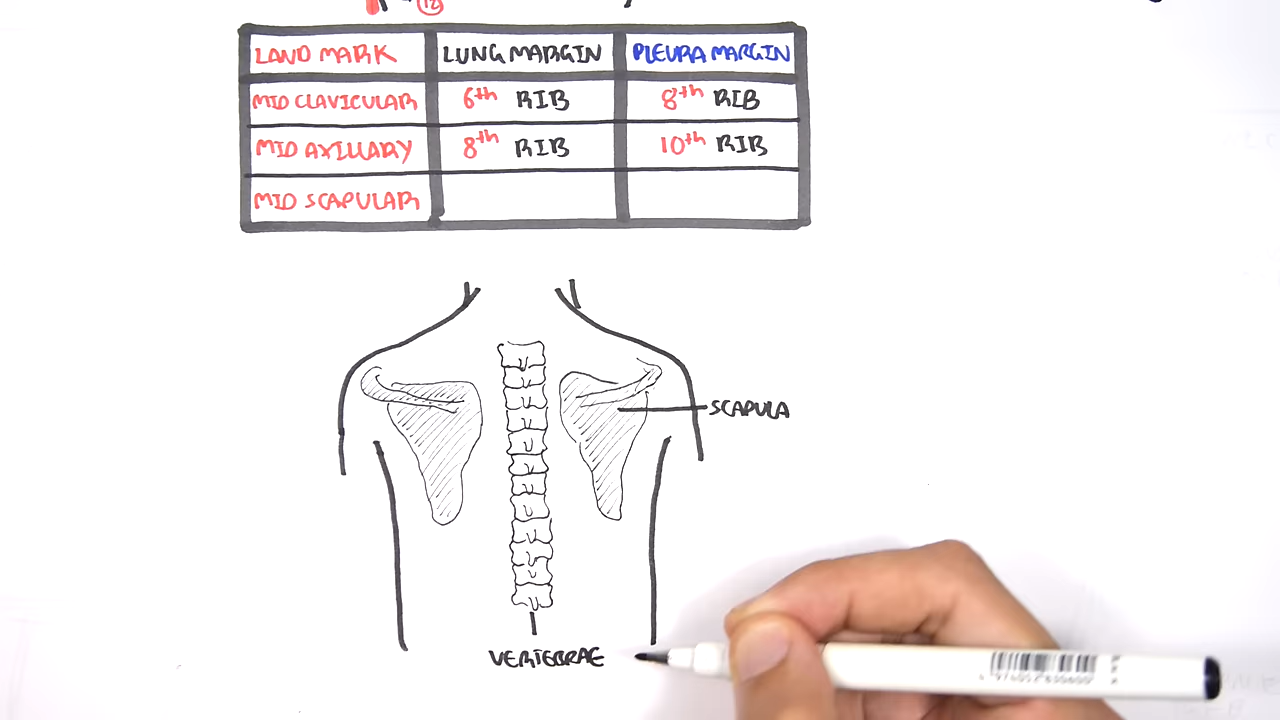 12
LAND MARK LUNG MARGIN PLEURA MARGIN
MID CLAVICULAR 6th RIB 8th RIB
MID AXILLARY 8th RIB 10th RIB
MID SCAPULAR
SCAPULA
VERTEBRAE